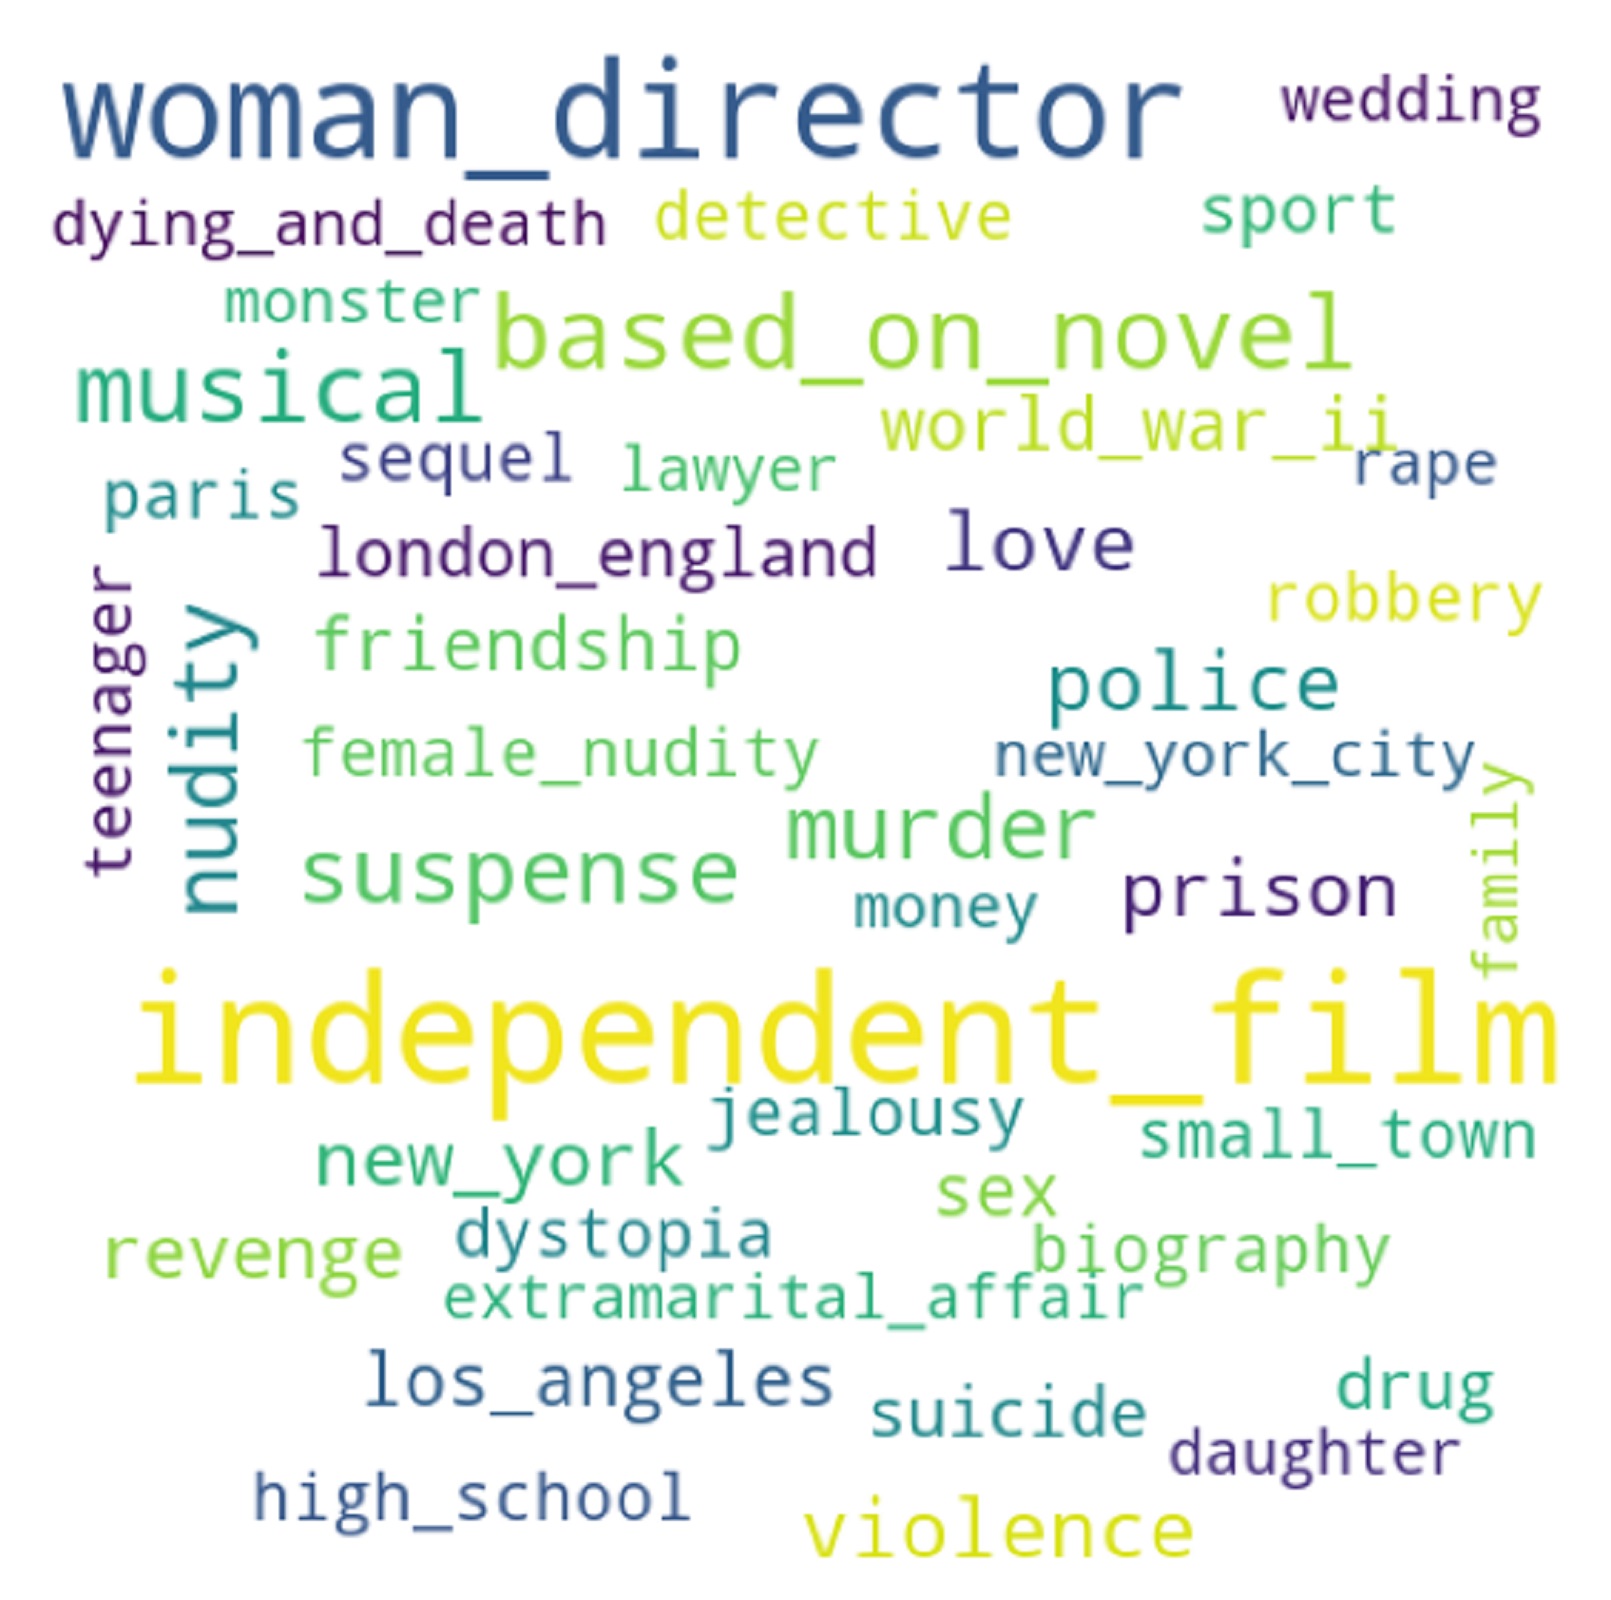 woman_director
wedding
dying_and_death
detective
sport
monster
based_on_novel
musical
world_war_ii
sequel
lawyer
rape
paris
london_england
love
teenager
nudity
robbery
friendship
police
female_nudity
new_york_city
family
murder
suspense
money
prison
independent_film
jealousy
small_town
new_york
sex
revenge
dystopia
biography
extramarital_affair
los_angeles
suicide
drug
daughter
high_school
violence